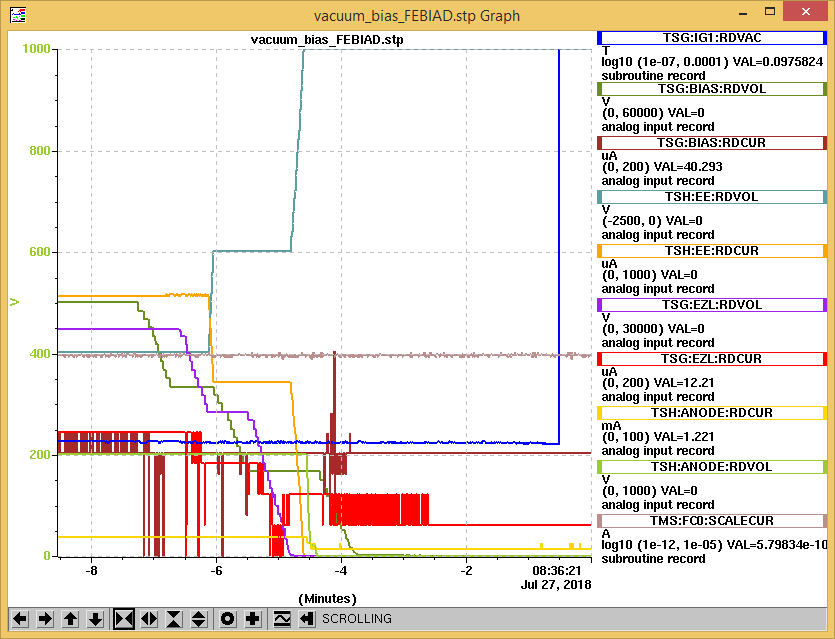 vacuum_bias_FEBIAD.stp Graph
vacuum_bias_FEBIAD.stp
1000
800
600
V
400
200
0
-8
-6
-4
-2
08:36:21
Jul 27, 2018
(Minutes)
TSG:IG1:RDVAC
T
log10 (1e-07, 0.0001) VAL=0.0975824
subroutine record
TSG:BIAS:RDVOL
V
(0, 60000) VAL=0
analog input record
TSG:BIAS:RDCUR
uA
(0, 200) VAL=40.293
analog input record
TSH:EE:RDVOL
V
(-2500, 0) VAL=0
analog input record
TSH:EE:RDCUR
uA
(0, 1000) VAL=0
analog input record
TSG:EZL:RDVOL
V
(0, 30000) VAL=0
analog input record
TSG:EZL:RDCUR
uA
(0, 200) VAL=12.21
analog input record
TSH:ANODE:RDCUR
mA
(0, 100) VAL=1.221
analog input record
TSH:ANODE:RDVOL
V
(0, 1000) VAL=0
analog input record
TMS:FC0:SCALECUR
A
log10 (1e-12, 1e-05) VAL=5.79834e-10
subroutine record
SCROLLING